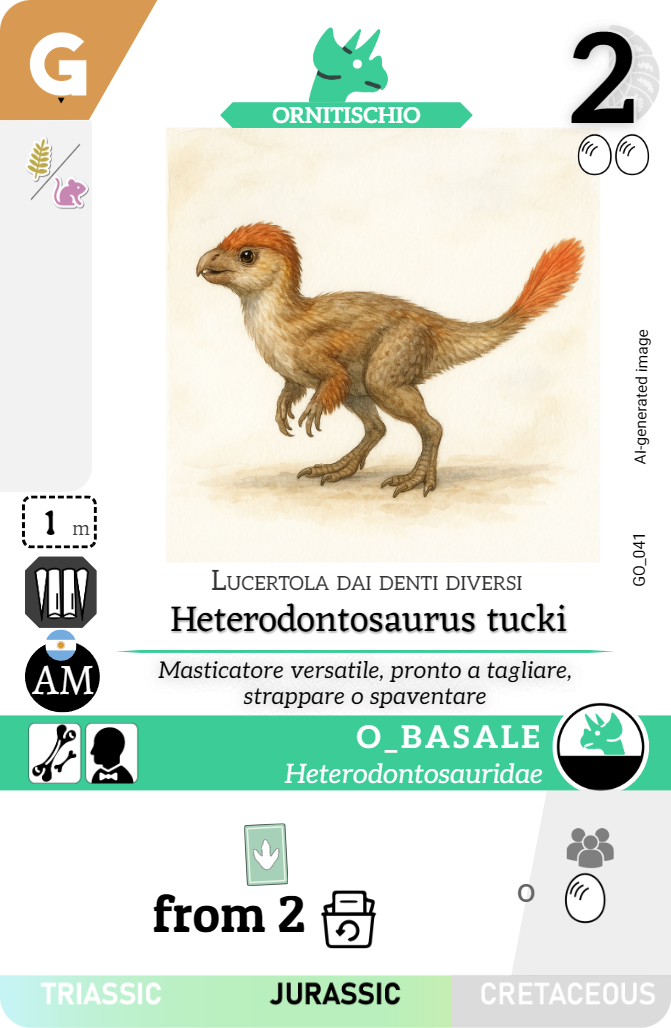 G
ORNITISCHIO
2
AI-generated image
GO_041
1 m
AM
LUCERTOLA DAI DENTI DIVERSI
Heterodontosaurus tucki
Masticatore versatile, pronto a tagliare,
strappare o spaventare
O_BASALE
Heterodontosauridae
from 2
O
TRIASSIC
JURASSIC
CRETACEOUS